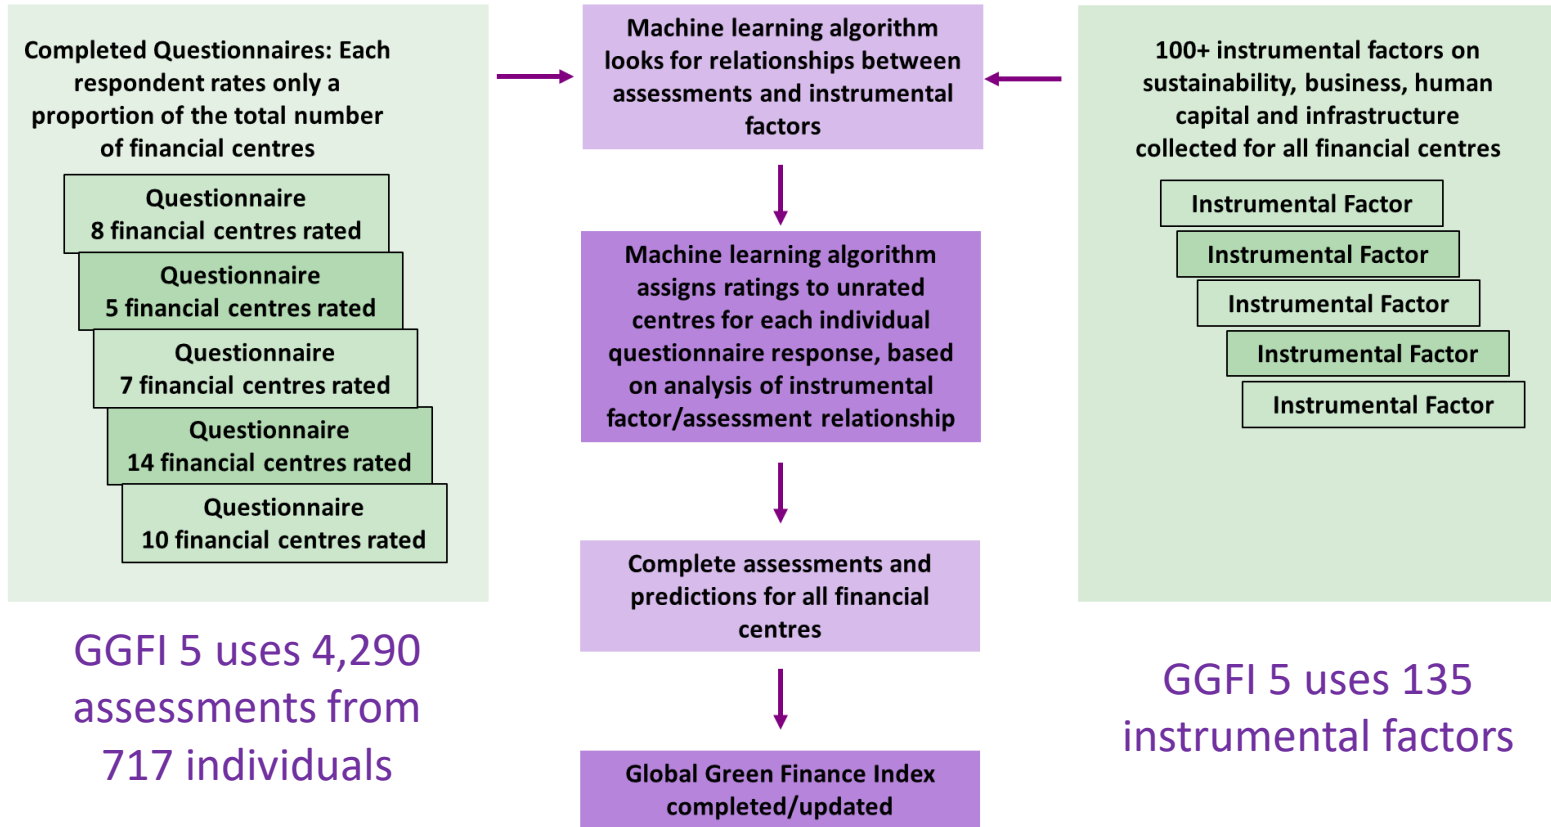 Completed Questionnaires: Each
respondent rates only a
proportion of the total number
of financial centres
Questionnaire
8 financial centres rated
Questionnaire
5 financial centres rated
Questionnaire
7 financial centres rated
Questionnaire
14 financial centres rated
Questionnaire
10 financial centres rated
GGFI 5 uses 4,290
assessments from
717 individuals
Machine learning algorithm
looks for relationships between
assessments and instrumental
factors
Machine learning algorithm
assigns ratings to unrated
centres for each individual
questionnaire response, based
on analysis of instrumental
factor/assessment relationship
Complete assessments and
predictions for all financial
centres
Global Green Finance Index
completed/updated
100+ instrumental factors on
sustainability, business, human
capital and infrastructure
collected for all financial centres
Instrumental Factor
Instrumental Factor
Instrumental Factor
Instrumental Factor
Instrumental Factor
GGFI 5 uses 135
instrumental factors